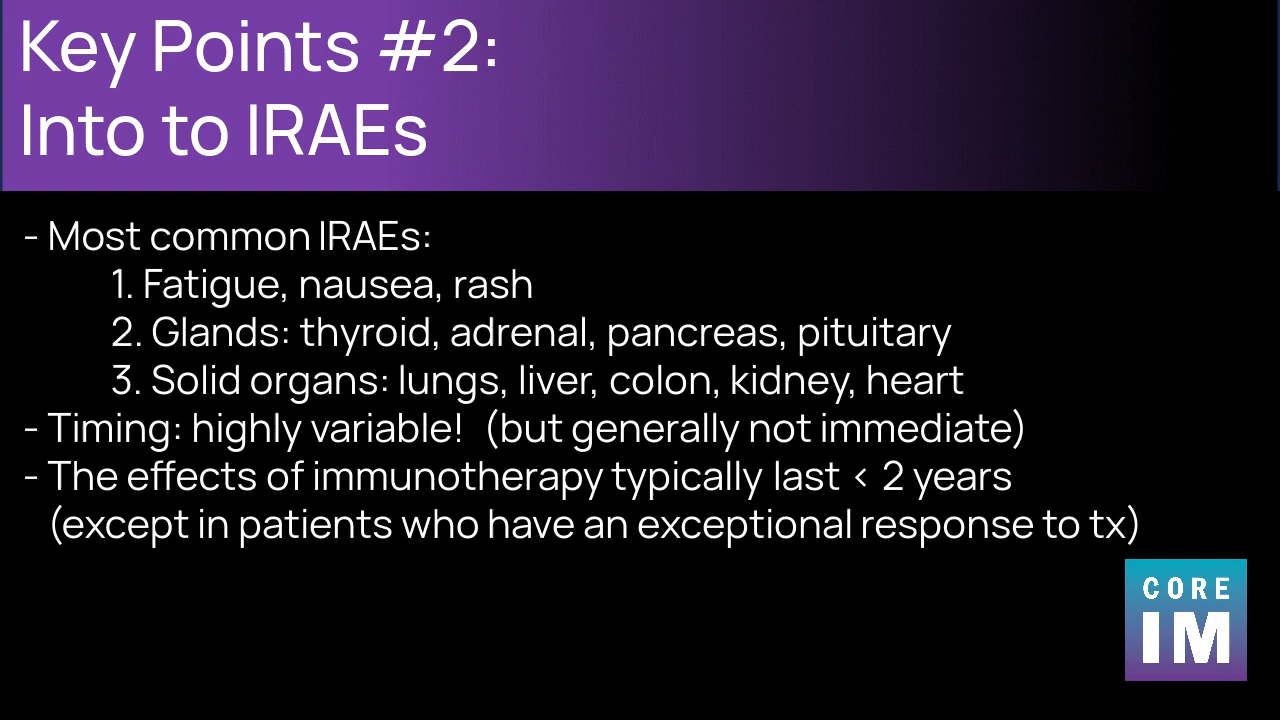 Key Points #2:
Into to IRAEs
- Most common IRAEs:
1. Fatigue, nausea, rash
2. Glands: thyroid, adrenal, pancreas, pituitary
3. Solid organs: lungs, liver, colon, kidney, heart
- Timing: highly variable!  (but generally not immediate)
- The effects of immunotherapy typically last < 2 years
(except in patients who have an exceptional response to tx)
CORE
IM